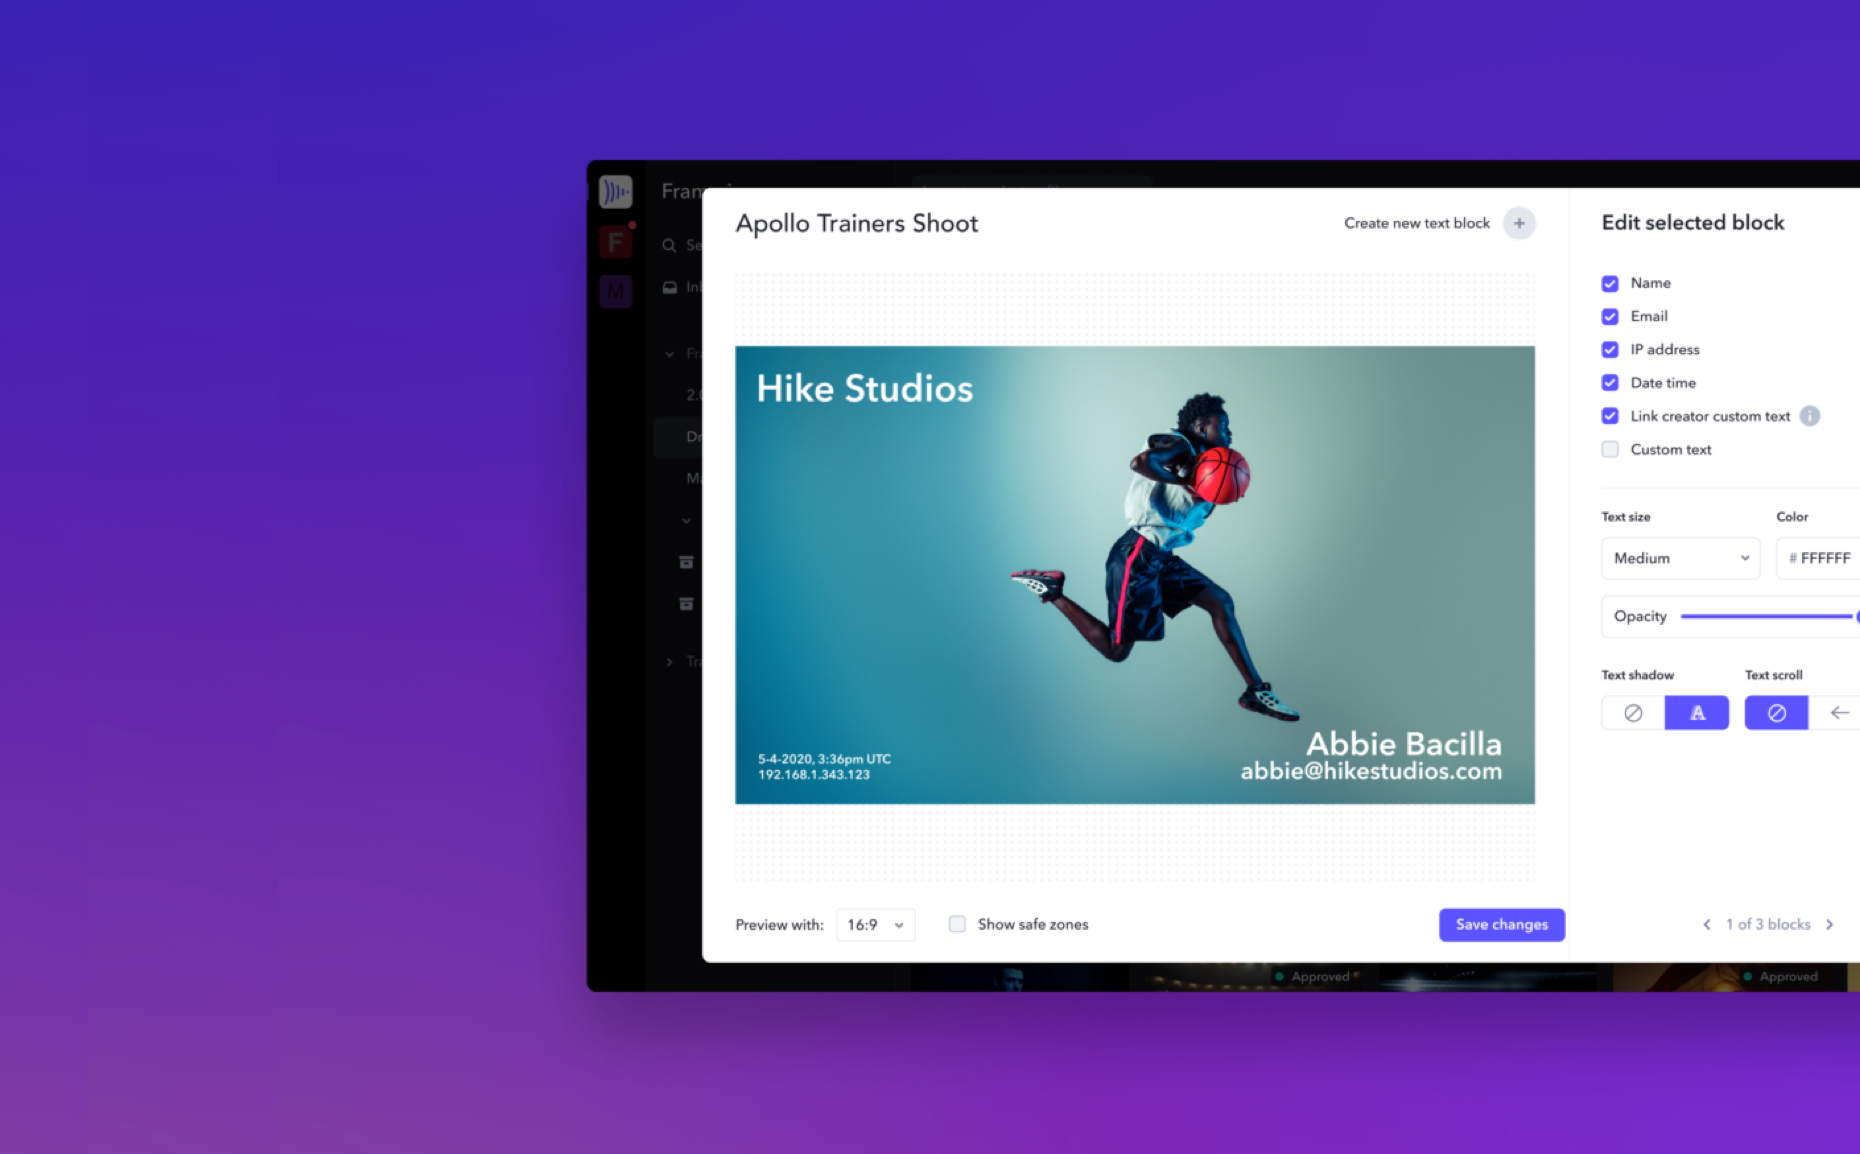 F
M
Apollo Trainers Shoot
Create new text block
+
Hike Studios
5-4-2020, 3:36pm UTC
192.168.1.343.123
Abbie Bacilla
abbie@hikestudios.com
Preview with:
16:9
Show safe zones
Save changes
Edit selected block
Name
Email
IP address
Date time
Link creator custom text
i
Custom text
Text size
Color
Medium
# FFFFFF
Opacity
Text shadow
Text scroll
A
1 of 3 blocks
Approved
Approved